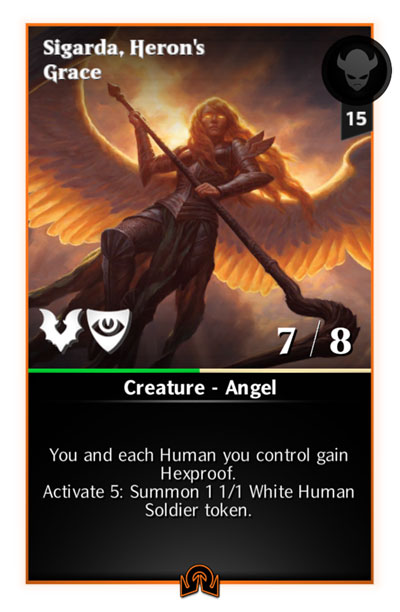 Sigarda, Heron's
Grace
15
7 / 8
Creature - Angel
You and each Human you control gain
Hexproof.
Activate 5: Summon 1 1/1 White Human
Soldier token.